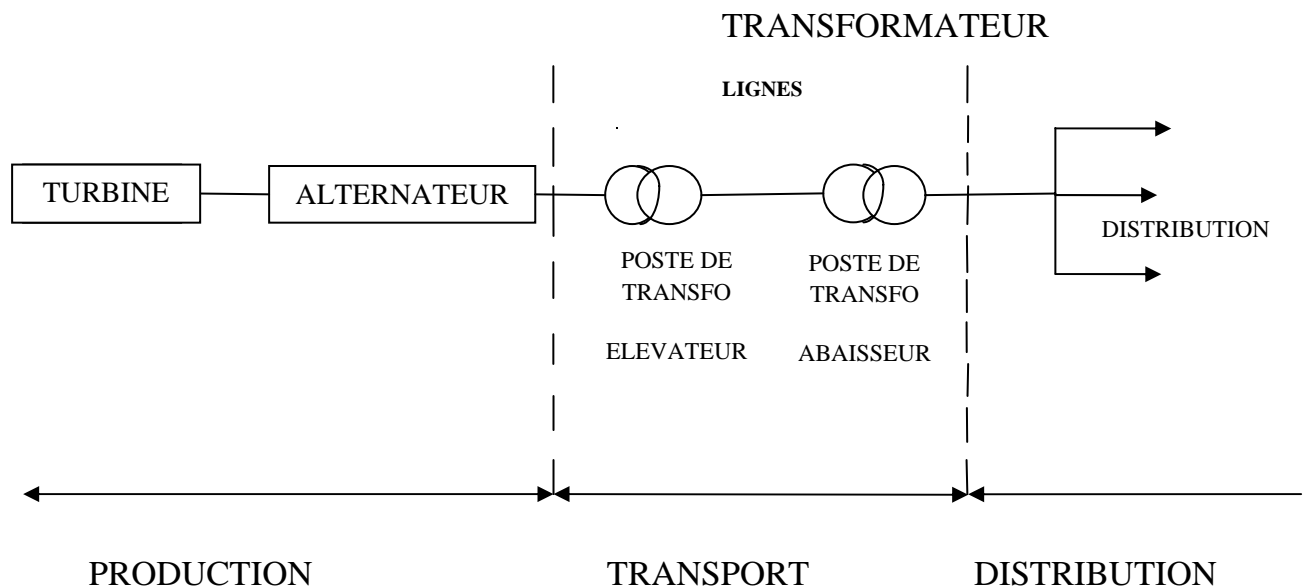 TRANSFORMATEUR
LIGNES
TURBINE
ALTERNATEUR
DISTRIBUTION
POSTE DE
TRANSFO
ELEVATEUR
POSTE DE
TRANSFO
ABAISSEUR
PRODUCTION
TRANSPORT
DISTRIBUTION